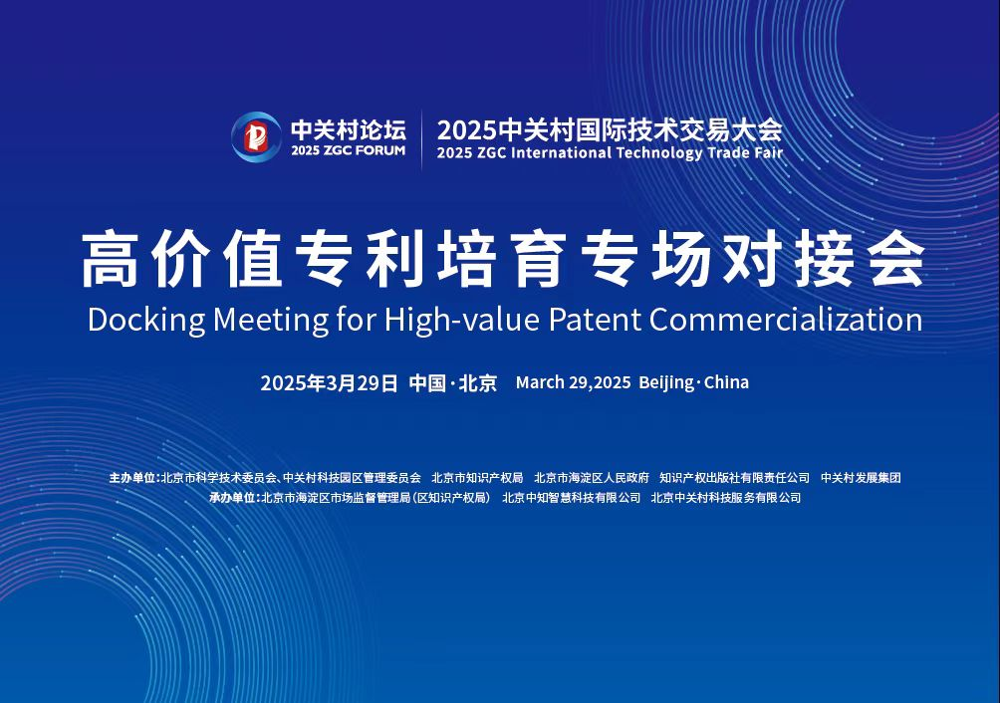 中关村论坛
2025 ZGC FORUM
2025中关村国际技术交易大会
2025 ZGC International Technology Trade Fair
高价值专利培育专场对接会
Docking Meeting for High-value Patent Commercialization
2025年3月29日 中国·北京 March 29,2025 Beijing·China
主办单位:北京市科学技术委员会、中关村科技园区管理委员会 北京市知识产权局 北京市海淀区人民政府 知识产权出版社有限责任公司 中关村发展集团
承办单位:北京市海淀区市场监督管理局(区知识产权局) 北京中知智慧科技有限公司 北京中关村科技服务有限公司